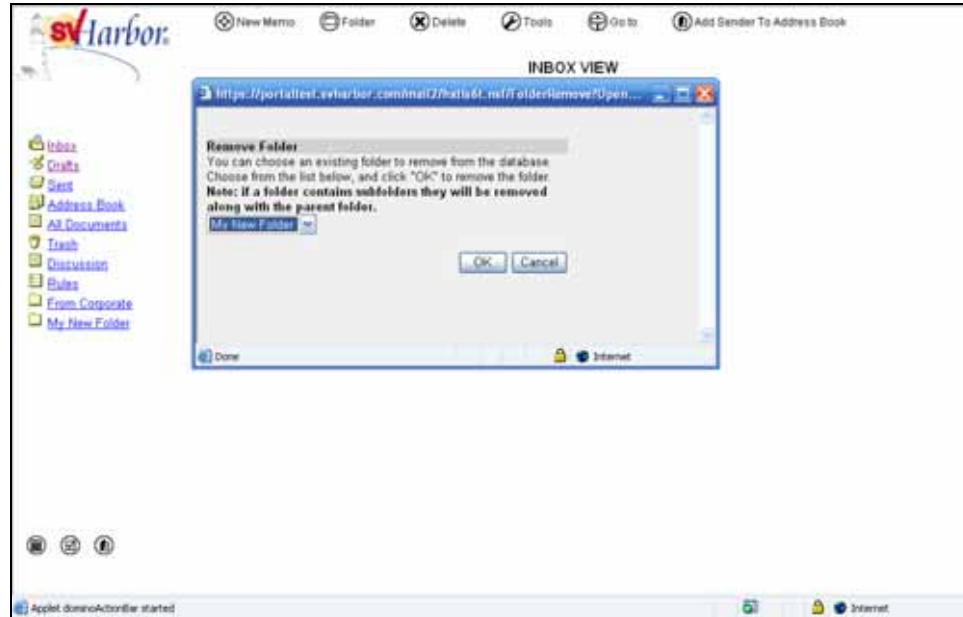 SVHarbor
New Memo Folder Delete Tools Go to Add Sender To Address Book
INBOX VIEW
Remove Folder
You can choose an existing folder to remove from the database
Choose from the list below, and click "OK" to remove the folder.
Note: if a folder contains subfolders they will be removed
along with the parent folder.
My New Folder
OK Cancel
Done Internet
Inbox
Drafts
Sent
Address Book
All Documents
Trash
Discussion
Rules
From Corporate
My New Folder
Applet dominoActionBar started Internet